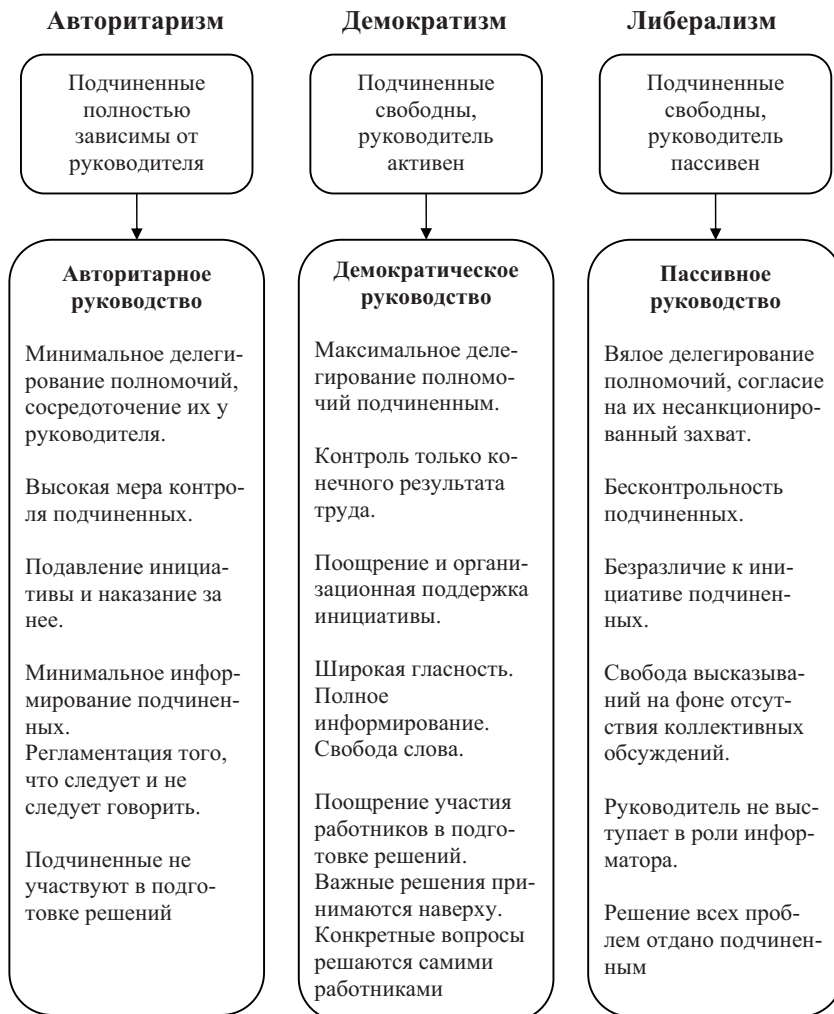 Авторитаризм
Подчиненные
полностью
зависимы от
руководителя
Авторитарное
руководство
Минимальное делеги-
рование полномочий,
сосредоточение их у
руководителя.
Высокая мера контро-
ля подчиненных.
Подавление инициа-
тивы и наказание за
нее.
Минимальное инфор-
мирование подчинен-
ных.
Регламентация того,
что следует и не
следует говорить.
Подчиненные не
участвуют в подго-
товке решений
Демократизм
Подчиненные
свободны,
руководитель
активен
Демократическое
руководство
Максимальное деле-
гирование полномо-
чий подчиненным.
Контроль только ко-
нечного результата
труда.
Поощрение и органи-
зационная поддержка
инициативы.
Широкая гласность.
Полное
информирование.
Свобода слова.
Поощрение участия
работников в подго-
товке решений.
Важные решения при-
нимаются наверху.
Конкретные вопросы
решаются самими
работниками
Либерализм
Подчиненные
свободны,
руководитель
пассивен
Пассивное
руководство
Вялое делегирование
полномочий, согласие
на их несанкциониро-
ванный захват.
Бесконтрольность
подчиненных.
Безразличие к ини-
циативе подчинен-
ных.
Свобода высказыва-
ний на фоне отсут-
ствия коллективных
обсуждений.
Руководитель не выс-
тупает в роли инфор-
матора.
Решение всех проб-
лем отдано подчинен-
ным